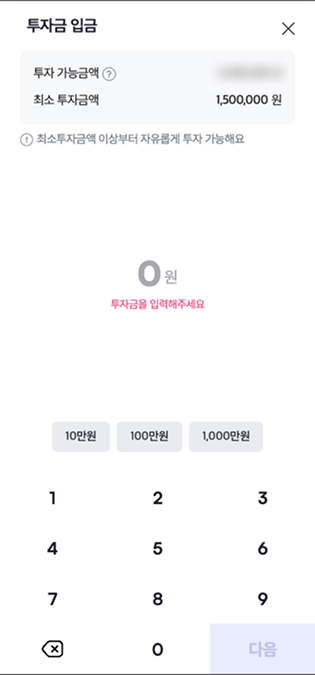 투자금 입금
투자 가능금액 ?
최소 투자금액 1,500,000 원
! 최소투자금액 이상부터 자유롭게 투자 가능해요
0 원
투자금을 입력해주세요
10만원 100만원 1,000만원
1 2 3
4 5 6
7 8 9
0 다음